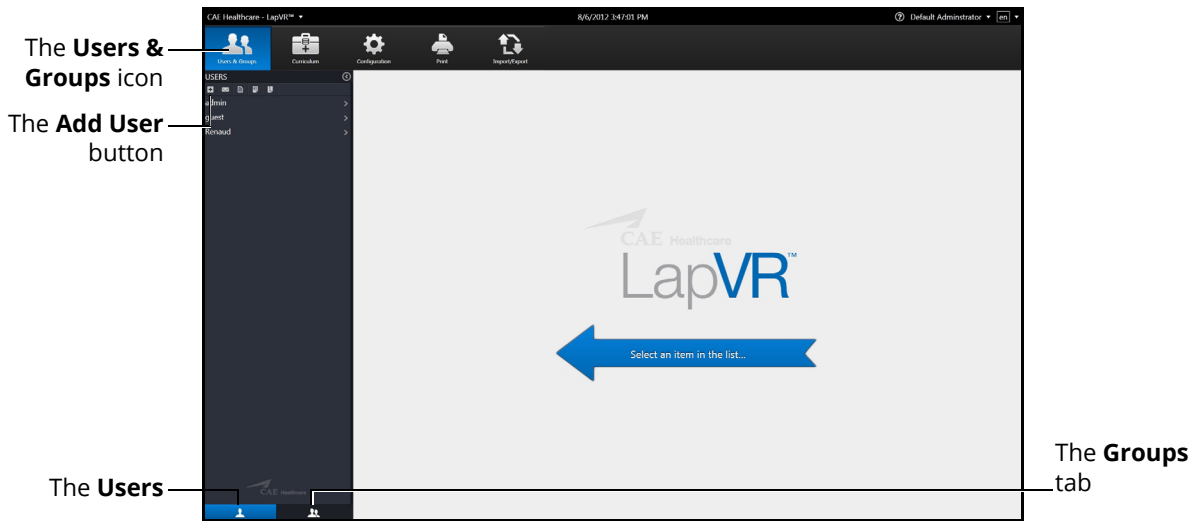 CAE Healthcare - LapVR™
8/6/2012 3:47:01 PM
Default Adminstrator
en
The Users &
Groups icon
Users & Groups
Curriculum
Configuration
Print
Import/Export
USERS
The Add User
button
admin
guest
Renaud
CAE Healthcare
LapVR™
Select an item in the list...
The Groups
tab
The Users
CAE Healthcare